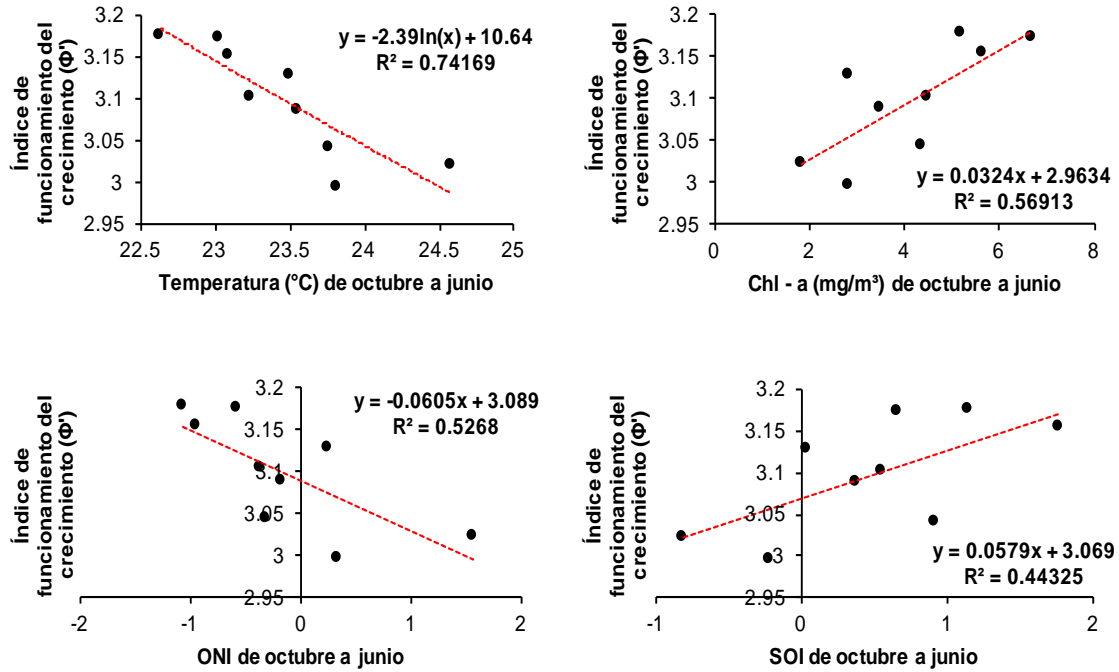 Índice de
funcionamiento del
crecimiento (Φ')
3.2
3.15
3.1
3.05
3
2.95
y = -2.39ln(x) + 10.64
R² = 0.74169
22.5 23 23.5 24 24.5 25
Temperatura (°C) de octubre a junio
Índice de
funcionamiento del
crecimiento (Φ')
3.2
3.15
3.1
3.05
3
2.95
y = 0.0324x + 2.9634
R² = 0.56913
0 2 4 6 8
Chl - a (mg/m³) de octubre a junio
Índice de
funcionamiento del
crecimiento (Φ')
3.2
3.15
3.1
3.05
3
2.95
y = -0.0605x + 3.089
R² = 0.5268
-2 -1 0 1 2
ONI de octubre a junio
Índice de
funcionamiento del
crecimiento (Φ')
3.2
3.15
3.1
3.05
3
2.95
y = 0.0579x + 3.069
R² = 0.44325
-1 0 1 2
SOI de octubre a junio